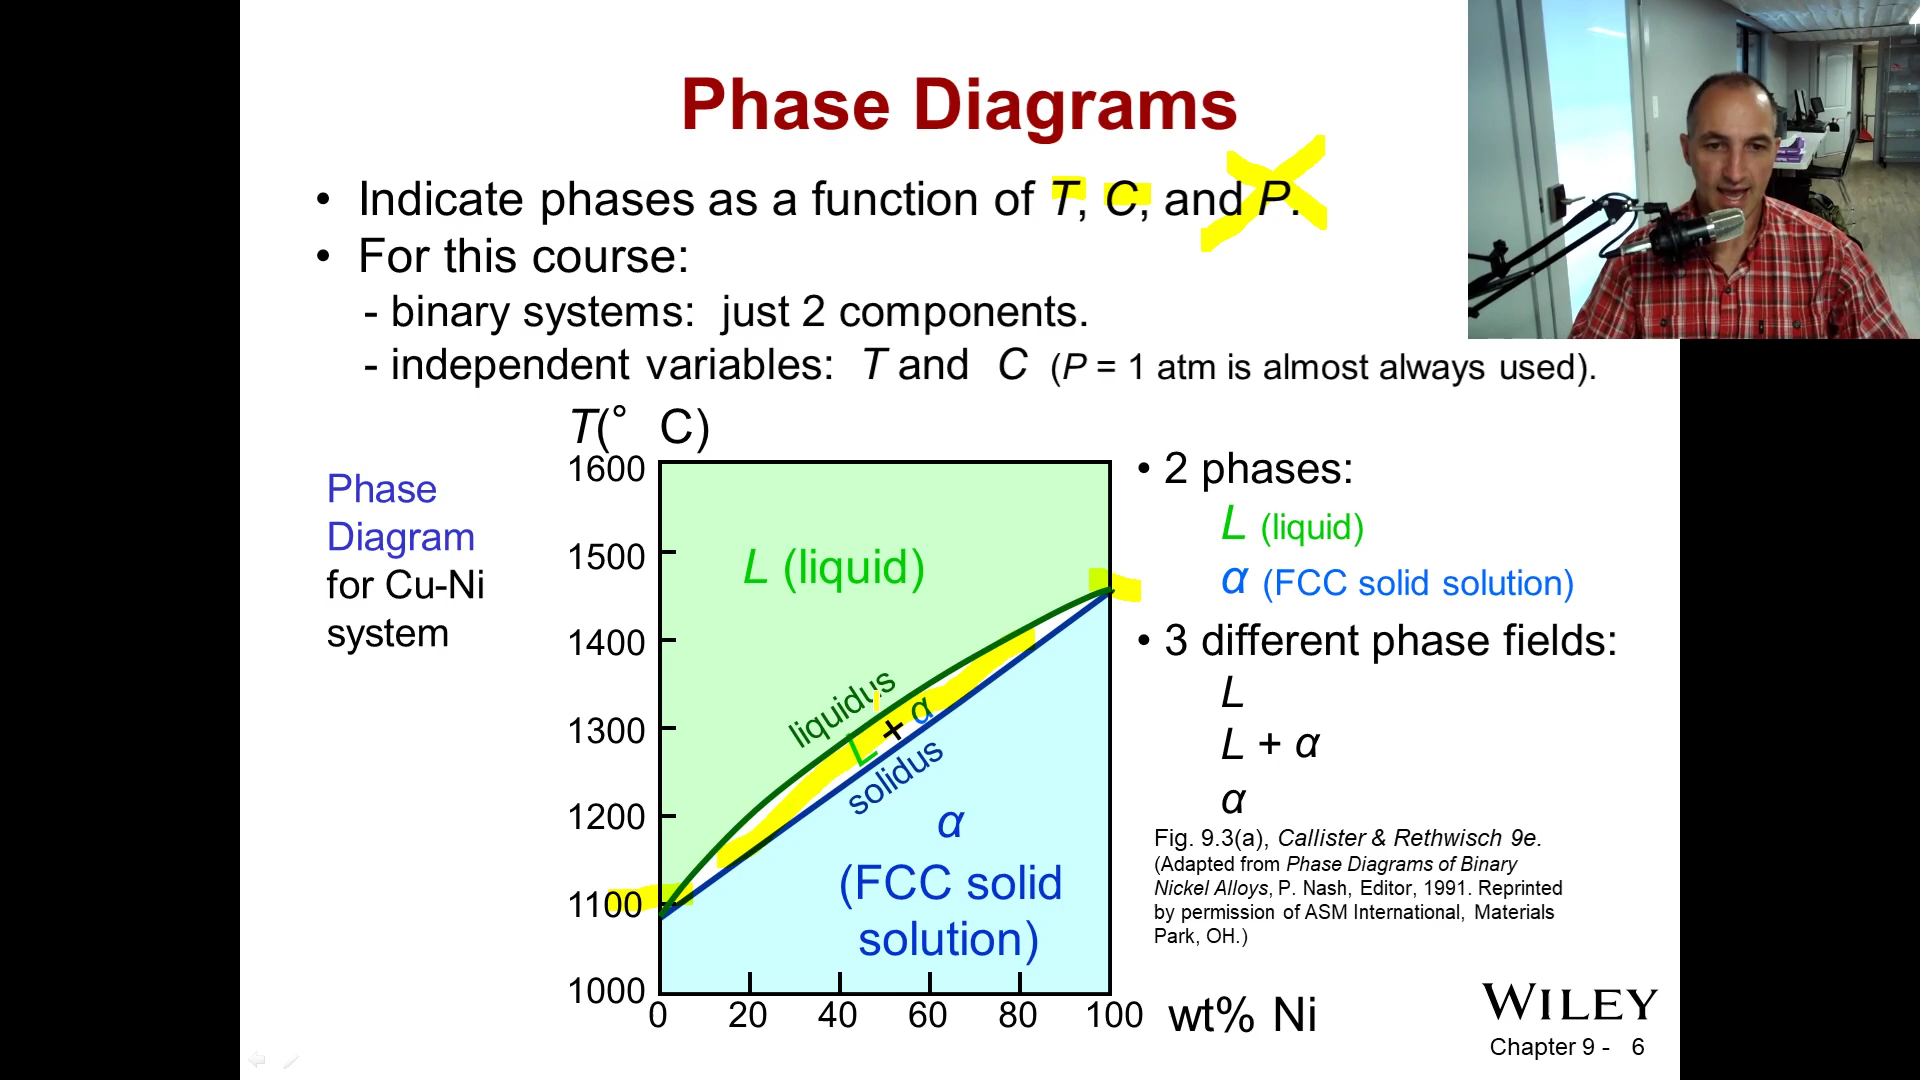 Phase Diagrams
• Indicate phases as a function of T, C, and P.
• For this course:
- binary systems: just 2 components.
- independent variables: T and C (P = 1 atm is almost always used).
Phase
Diagram
for Cu-Ni
system
T(° C)
1600
1500
1400
1300
1200
1100
1000
0 20 40 60 80 100
wt% Ni
L (liquid)
liquidus
L + α
solidus
α
(FCC solid
solution)
• 2 phases:
L (liquid)
α (FCC solid solution)
• 3 different phase fields:
L
L + α
α
Fig. 9.3(a), Callister & Rethwisch 9e.
(Adapted from Phase Diagrams of Binary
Nickel Alloys, P. Nash, Editor, 1991. Reprinted
by permission of ASM International, Materials
Park, OH.)
WILEY
Chapter 9 - 6